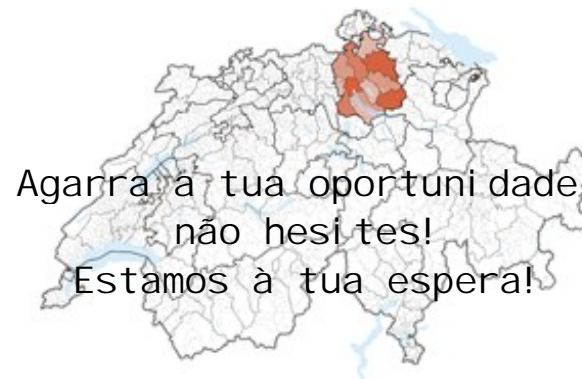 Agarra a tua oportunidade,
não hesites!
Estamos à tua espera!